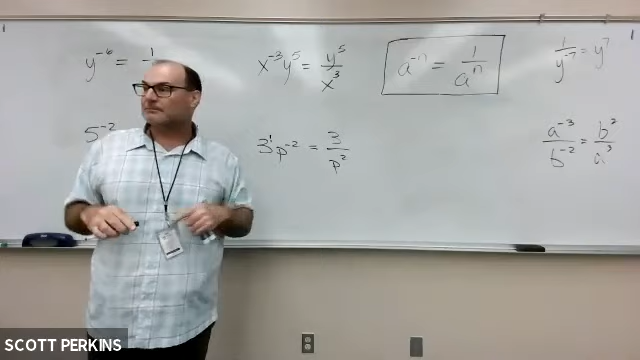 y⁻⁶ = 1
x⁻³y⁵ = y⁵/x³
a⁻ⁿ = 1/aⁿ
1/y⁻⁷ = y⁷
5⁻²
3¹p⁻² = 3/p²
a⁻³/b⁻² = b²/a³
SCOTT PERKINS